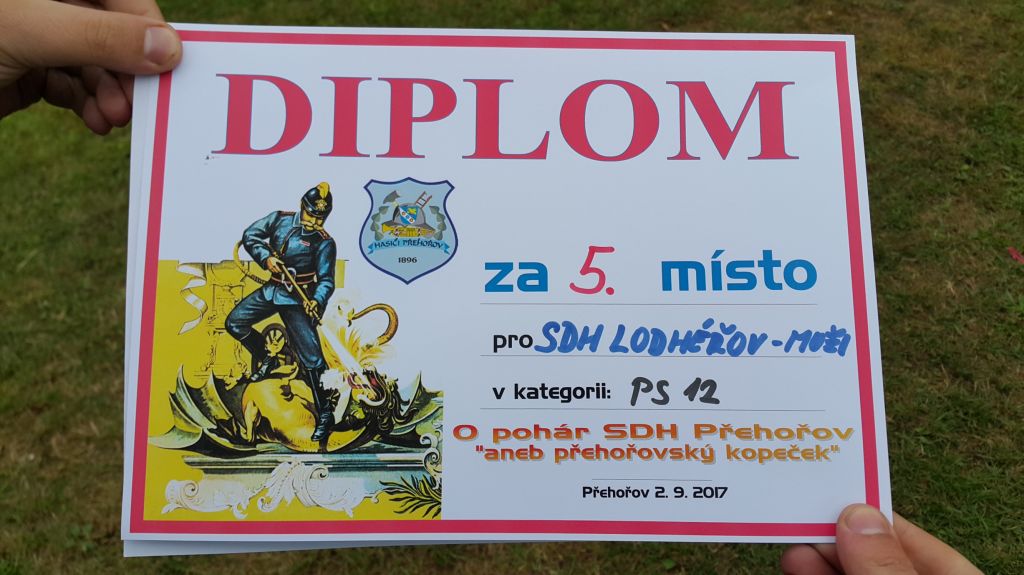 DIPLOM
HASIČI PŘEHOŘOV
1896
za 5. místo
pro SDH LODHÉŘOV - MUŽI
v kategorii: PS 12
O pohár SDH Přehořov
"aneb přehořovský kopeček"
Přehořov 2. 9. 2017